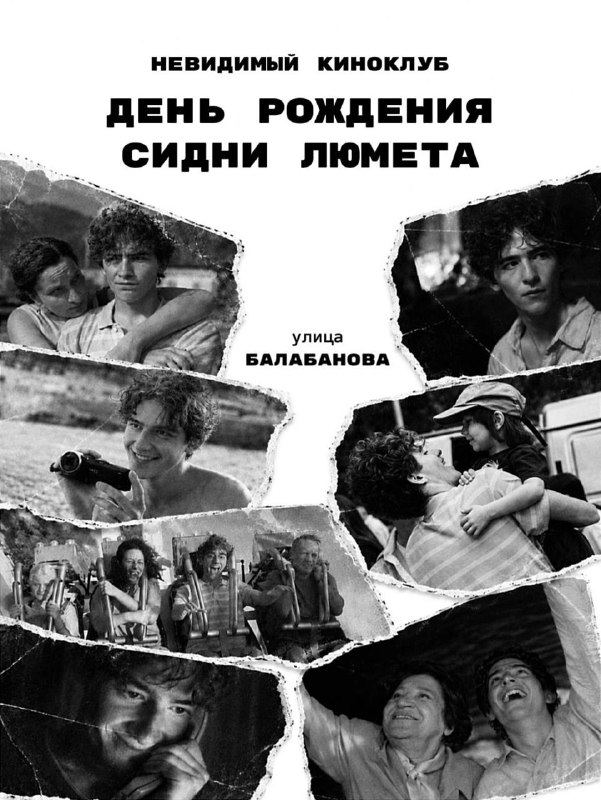 НЕВИДИМЫЙ КИНОКЛУБ
ДЕНЬ РОЖДЕНИЯ
СИДНИ ЛЮМЕТА
улица
БАЛАБАНОВА